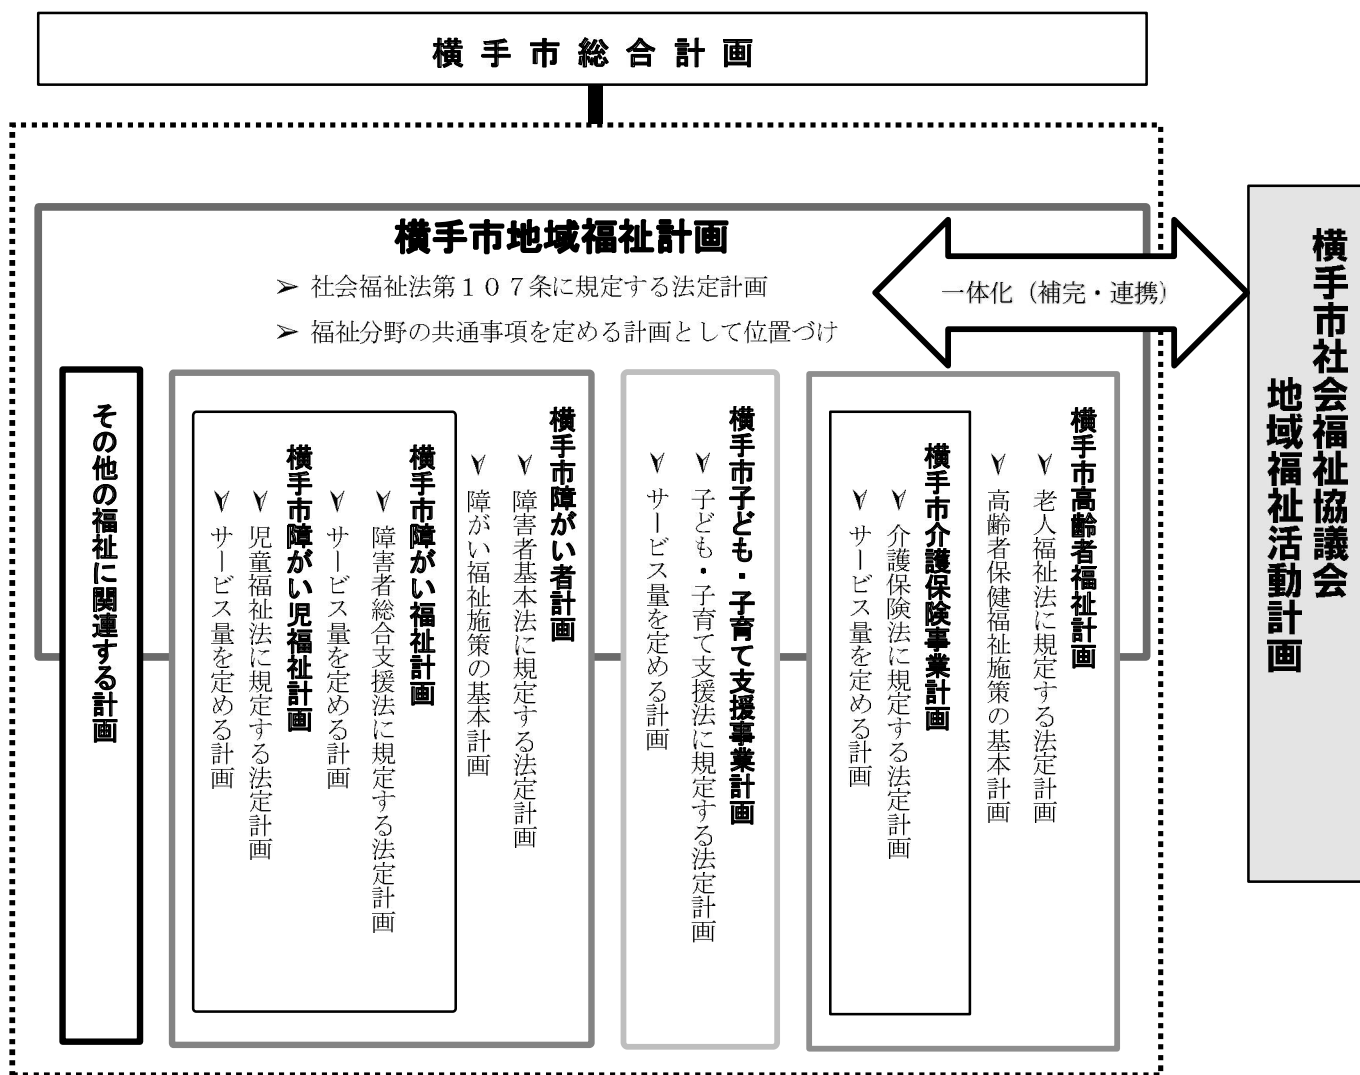 横手市総合計画
横手市地域福祉計画
➢ 社会福祉法第１０７条に規定する法定計画
➢ 福祉分野の共通事項を定める計画として位置づけ
一体化（補完・連携）
横手市社会福祉協議会
地域福祉活動計画
横手市高齢者福祉計画
➢ 老人福祉法に規定する法定計画
➢ 高齢者保健福祉施策の基本計画
横手市介護保険事業計画
➢ 介護保険法に規定する法定計画
➢ サービス量を定める計画
横手市子ども・子育て支援事業計画
➢ 子ども・子育て支援法に規定する法定計画
➢ サービス量を定める計画
横手市障がい者計画
➢ 障害者基本法に規定する法定計画
➢ 障がい福祉施策の基本計画
横手市障がい福祉計画
➢ 障害者総合支援法に規定する法定計画
➢ サービス量を定める計画
横手市障がい児福祉計画
➢ 児童福祉法に規定する法定計画
➢ サービス量を定める計画
その他の福祉に関連する計画